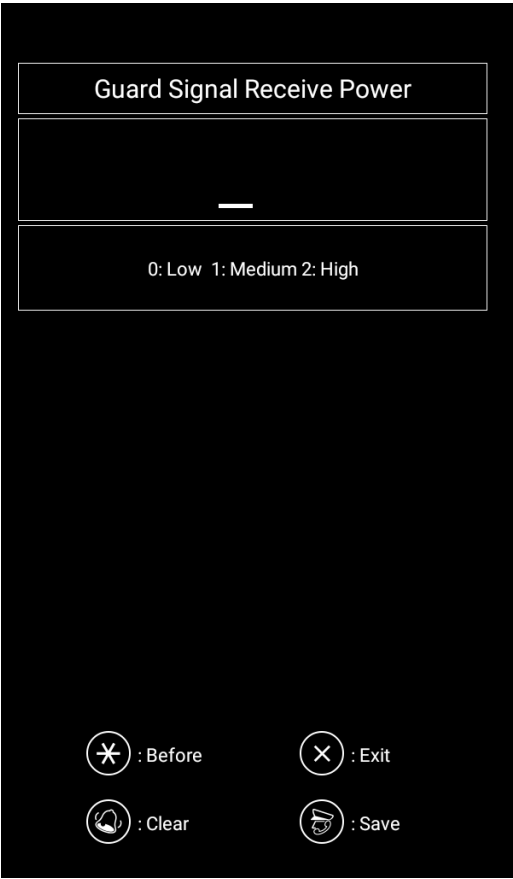 Guard Signal Receive Power
0: Low 1: Medium 2: High
: Before
: Exit
: Clear
: Save